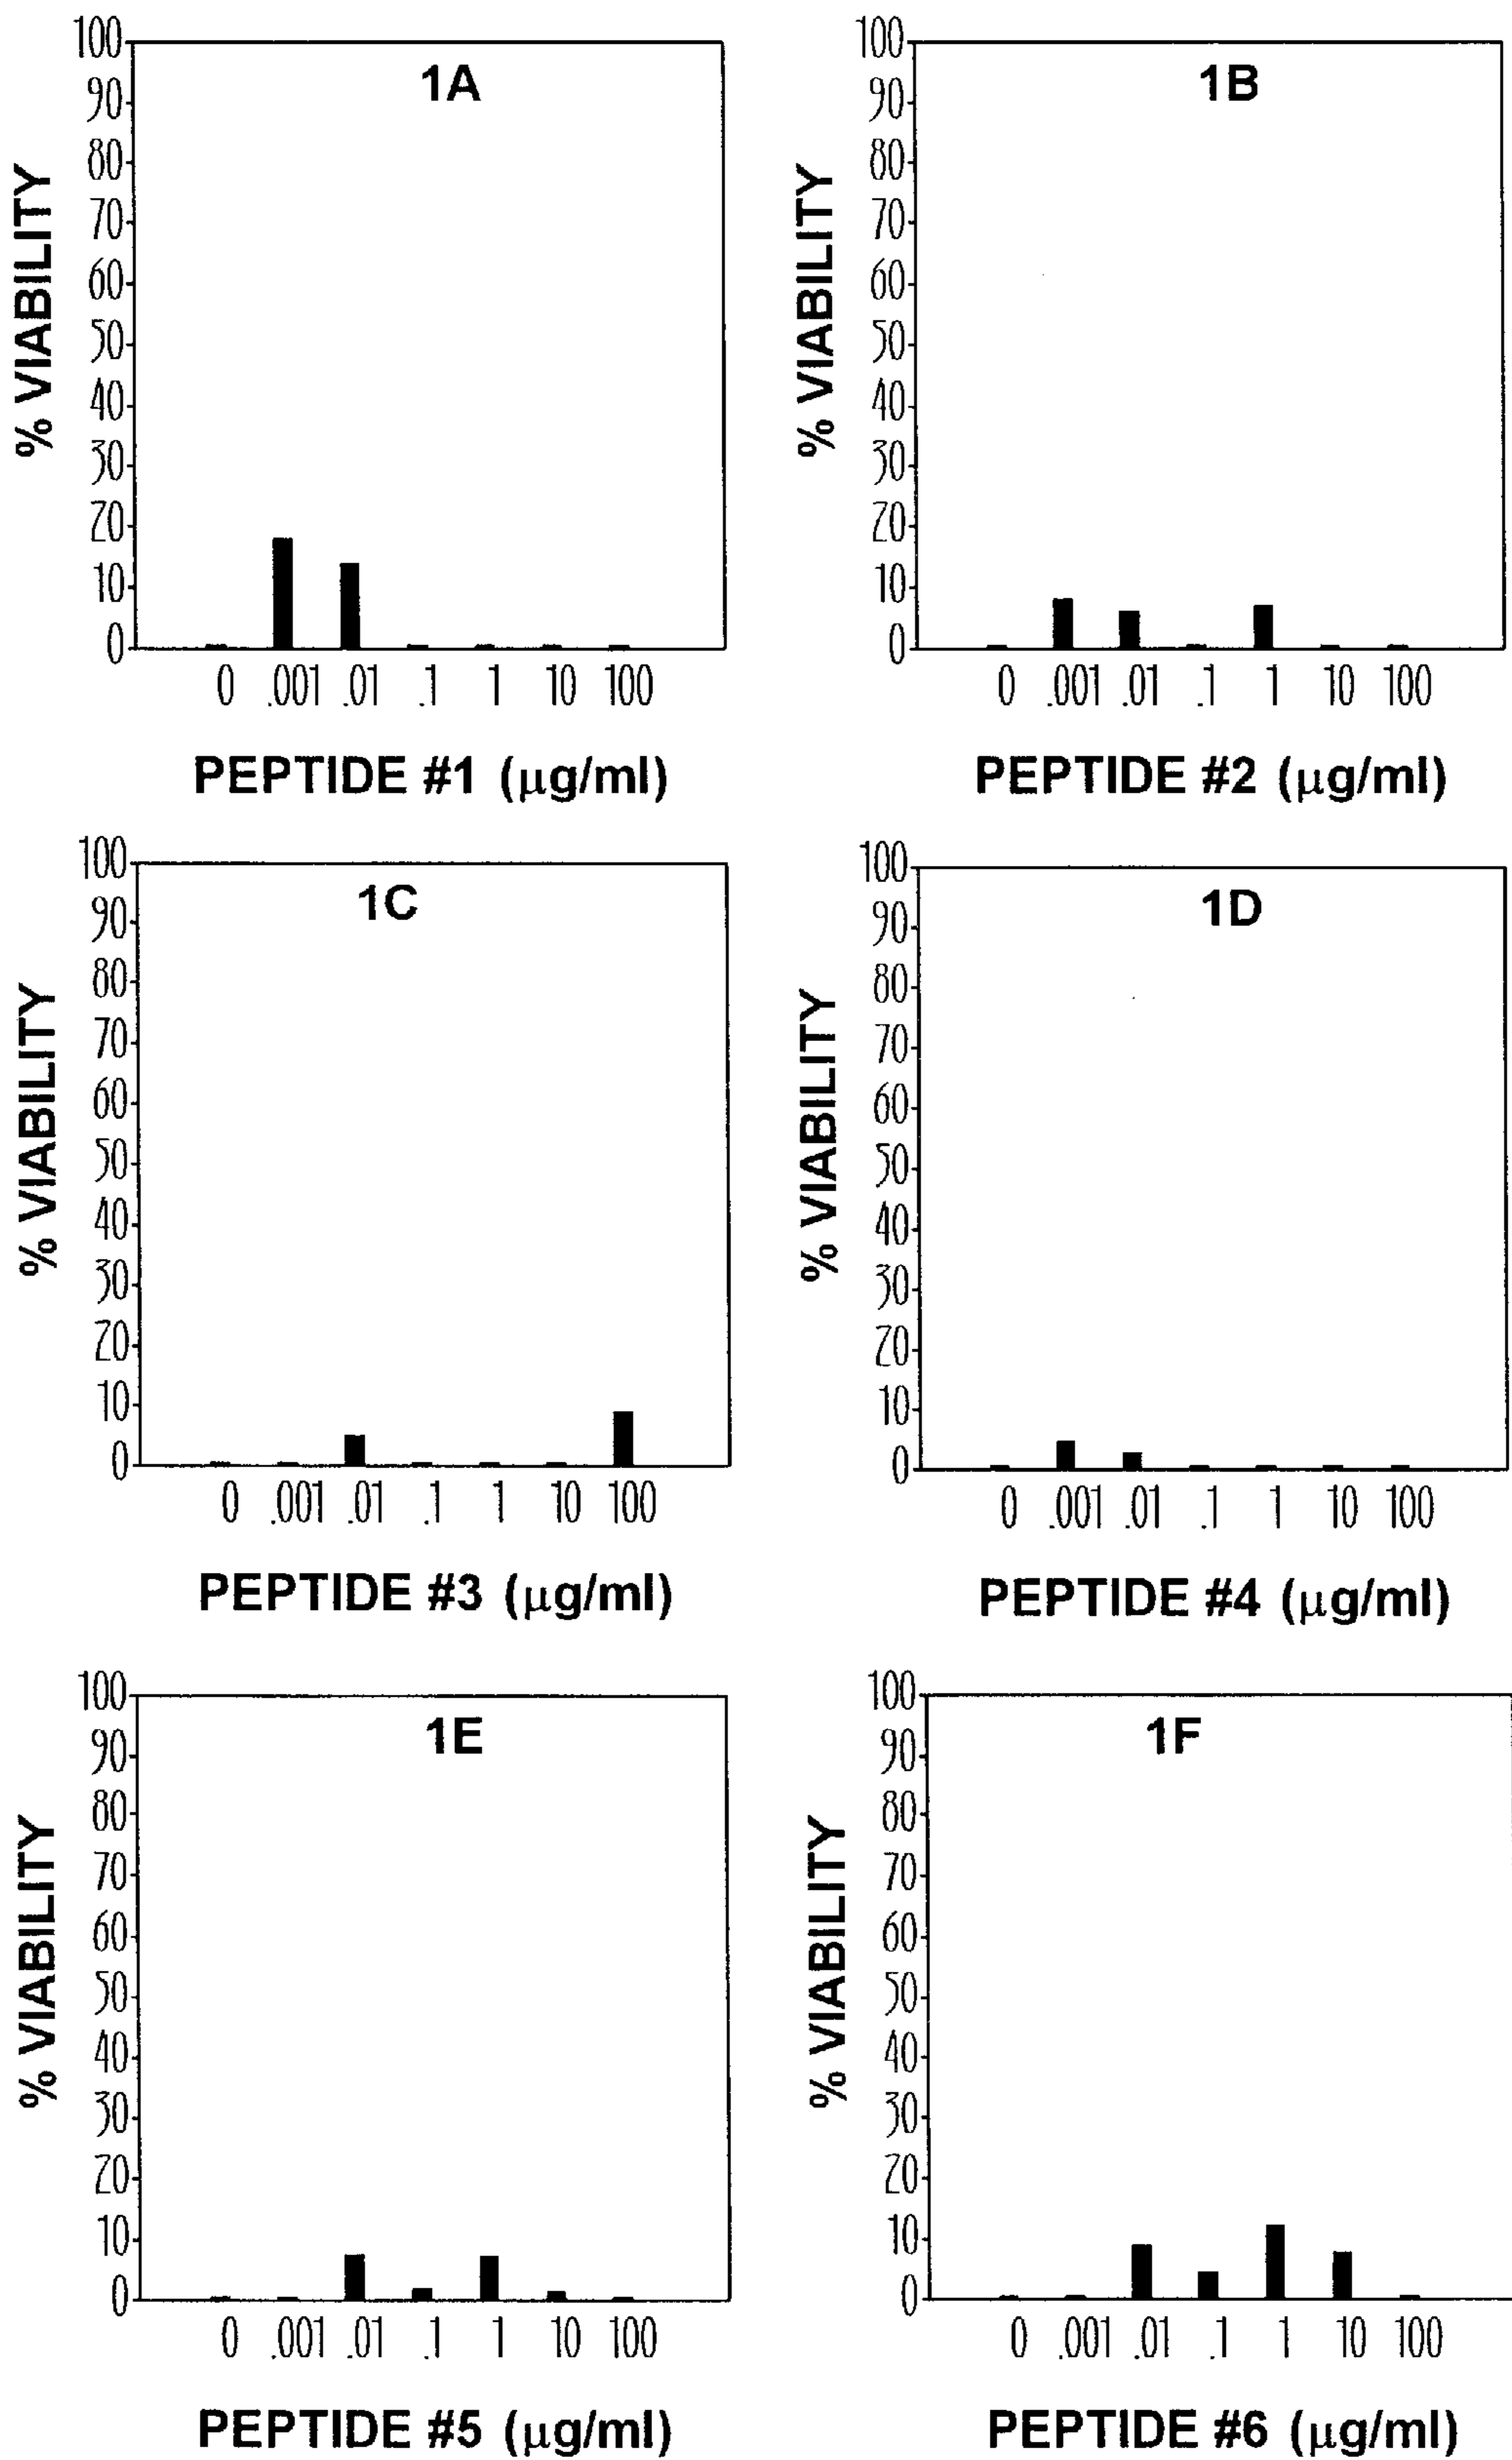 1A
% VIABILITY
100
90
80
70
60
50
40
30
20
10
0
0 .001 .01 .1 1 10 100
PEPTIDE #1 (µg/ml)
1B
% VIABILITY
100
90
80
70
60
50
40
30
20
10
0
0 .001 .01 .1 1 10 100
PEPTIDE #2 (µg/ml)
1C
% VIABILITY
100
90
80
70
60
50
40
30
20
10
0
0 .001 .01 .1 1 10 100
PEPTIDE #3 (µg/ml)
1D
% VIABILITY
100
90
80
70
60
50
40
30
20
10
0
0 .001 .01 .1 1 10 100
PEPTIDE #4 (µg/ml)
1E
% VIABILITY
100
90
80
70
60
50
40
30
20
10
0
0 .001 .01 .1 1 10 100
PEPTIDE #5 (µg/ml)
1F
% VIABILITY
100
90
80
70
60
50
40
30
20
10
0
0 .001 .01 .1 1 10 100
PEPTIDE #6 (µg/ml)